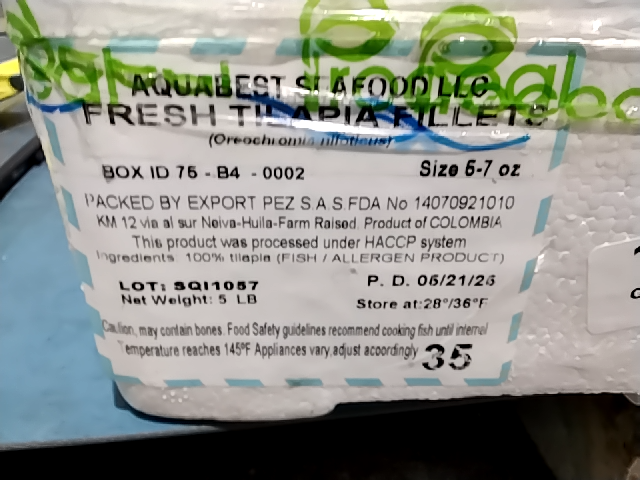 AQUABEST SEAFOOD LLC
FRESH TILAPIA FILLETS
(Oreochromis niloticus)
BOX ID 75 - B4 - 0002
Size 5-7 oz
PACKED BY EXPORT PEZ S.A.S.FDA No 14070921010
KM 12 via al sur Neiva-Huila-Farm Raised. Product of COLOMBIA
This product was processed under HACCP system
Ingredients: 100% tilapia (FISH / ALLERGEN PRODUCT)
LOT: SQI1057
P. D. 06/21/26
Net Weight: 5 LB
Store at:28°/36°F
Caution, may contain bones. Food Safety guidelines recommend cooking fish until internel
Temperature reaches 145°F Appliances vary,adjust acoordingly
35